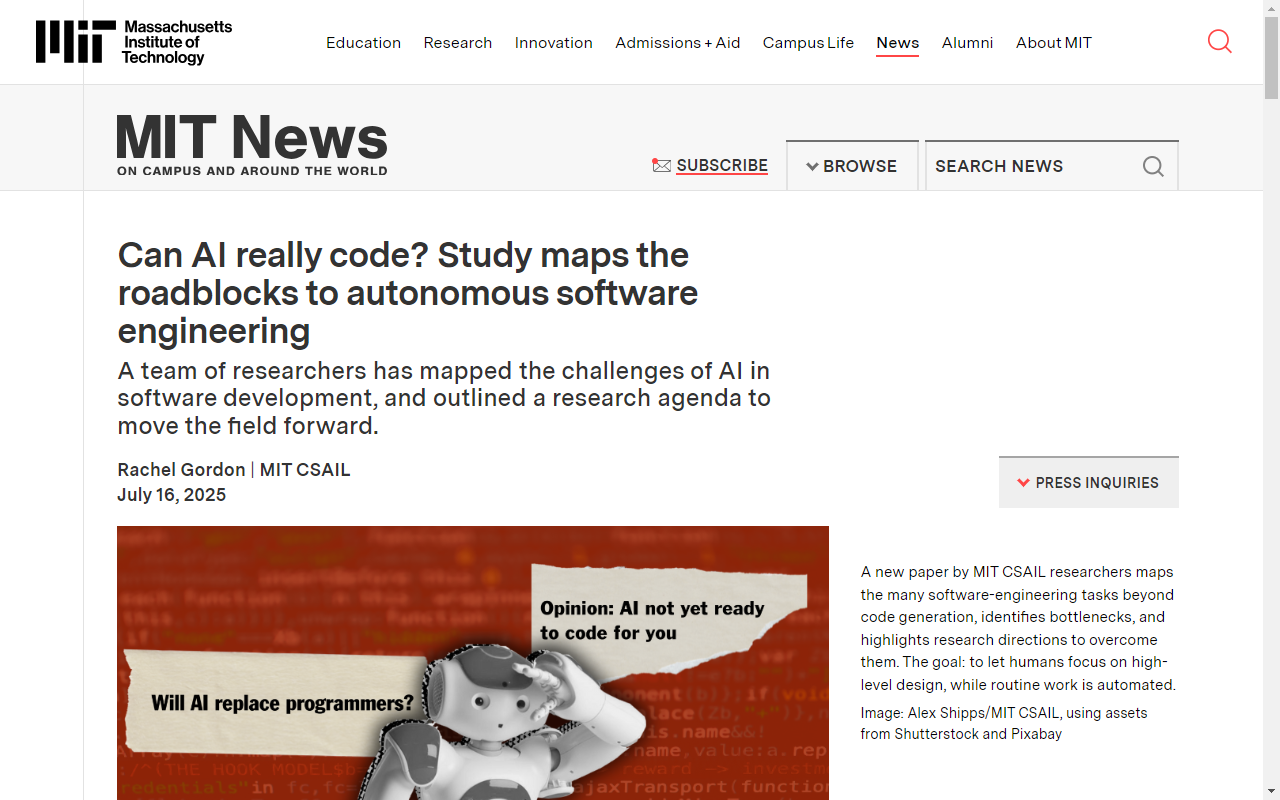 Massachusetts
Institute of
Technology
Education Research Innovation Admissions + Aid Campus Life News Alumni About MIT
MIT News
ON CAMPUS AND AROUND THE WORLD
SUBSCRIBE
BROWSE
SEARCH NEWS
Can AI really code? Study maps the
roadblocks to autonomous software
engineering
A team of researchers has mapped the challenges of AI in
software development, and outlined a research agenda to
move the field forward.
Rachel Gordon | MIT CSAIL
July 16, 2025
PRESS INQUIRIES
Opinion: AI not yet ready
to code for you
Will AI replace programmers?
A new paper by MIT CSAIL researchers maps
the many software-engineering tasks beyond
code generation, identifies bottlenecks, and
highlights research directions to overcome
them. The goal: to let humans focus on high-
level design, while routine work is automated.
Image: Alex Shipps/MIT CSAIL, using assets
from Shutterstock and Pixabay